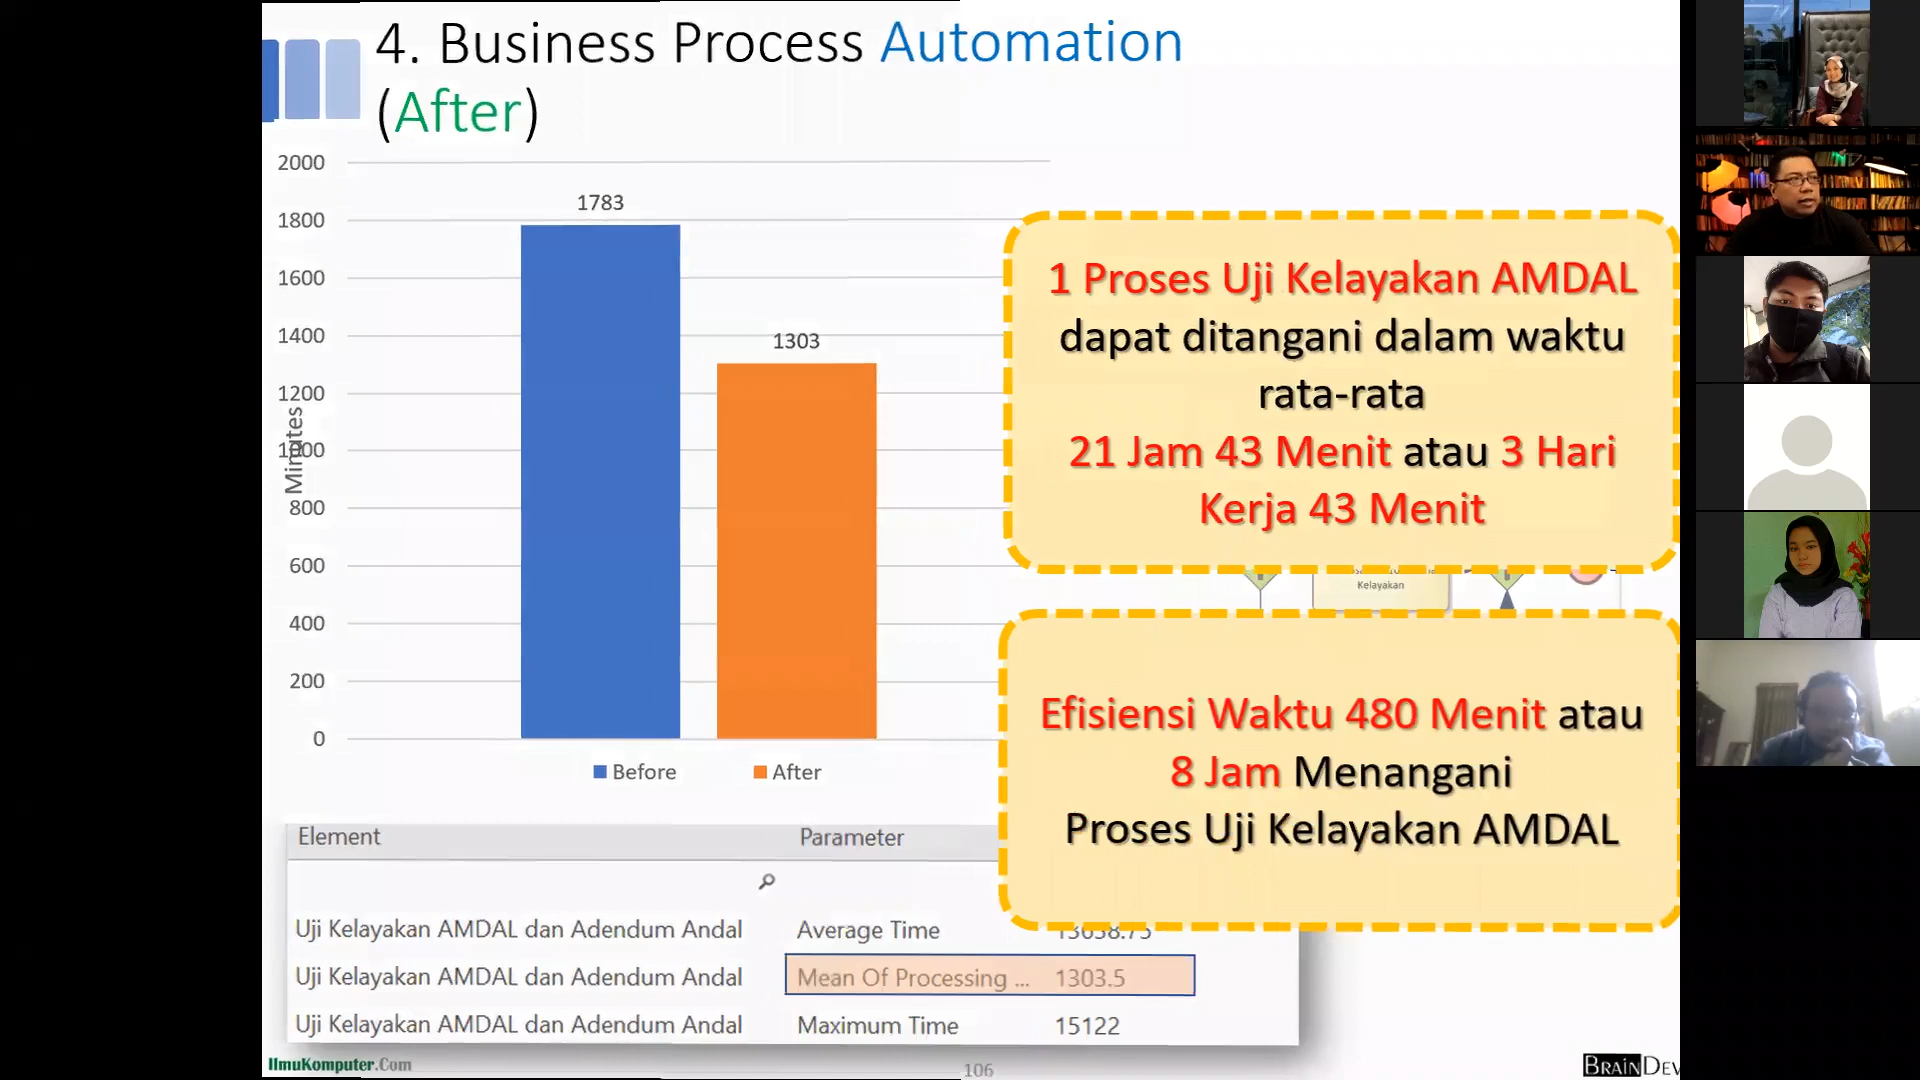 4. Business Process Automation
(After)
2000
1800
1600
1400
1200
1000
800
600
400
200
0
Minutes
1783
1303
Before
After
1 Proses Uji Kelayakan AMDAL
dapat ditangani dalam waktu
rata-rata
21 Jam 43 Menit atau 3 Hari
Kerja 43 Menit
Kelayakan
Efisiensi Waktu 480 Menit atau
8 Jam Menangani
Proses Uji Kelayakan AMDAL
Element Parameter
Uji Kelayakan AMDAL dan Adendum Andal Average Time
Uji Kelayakan AMDAL dan Adendum Andal Mean Of Processing ... 1303.5
Uji Kelayakan AMDAL dan Adendum Andal Maximum Time 15122
IlmuKomputer.Com
106
BRAINDEV